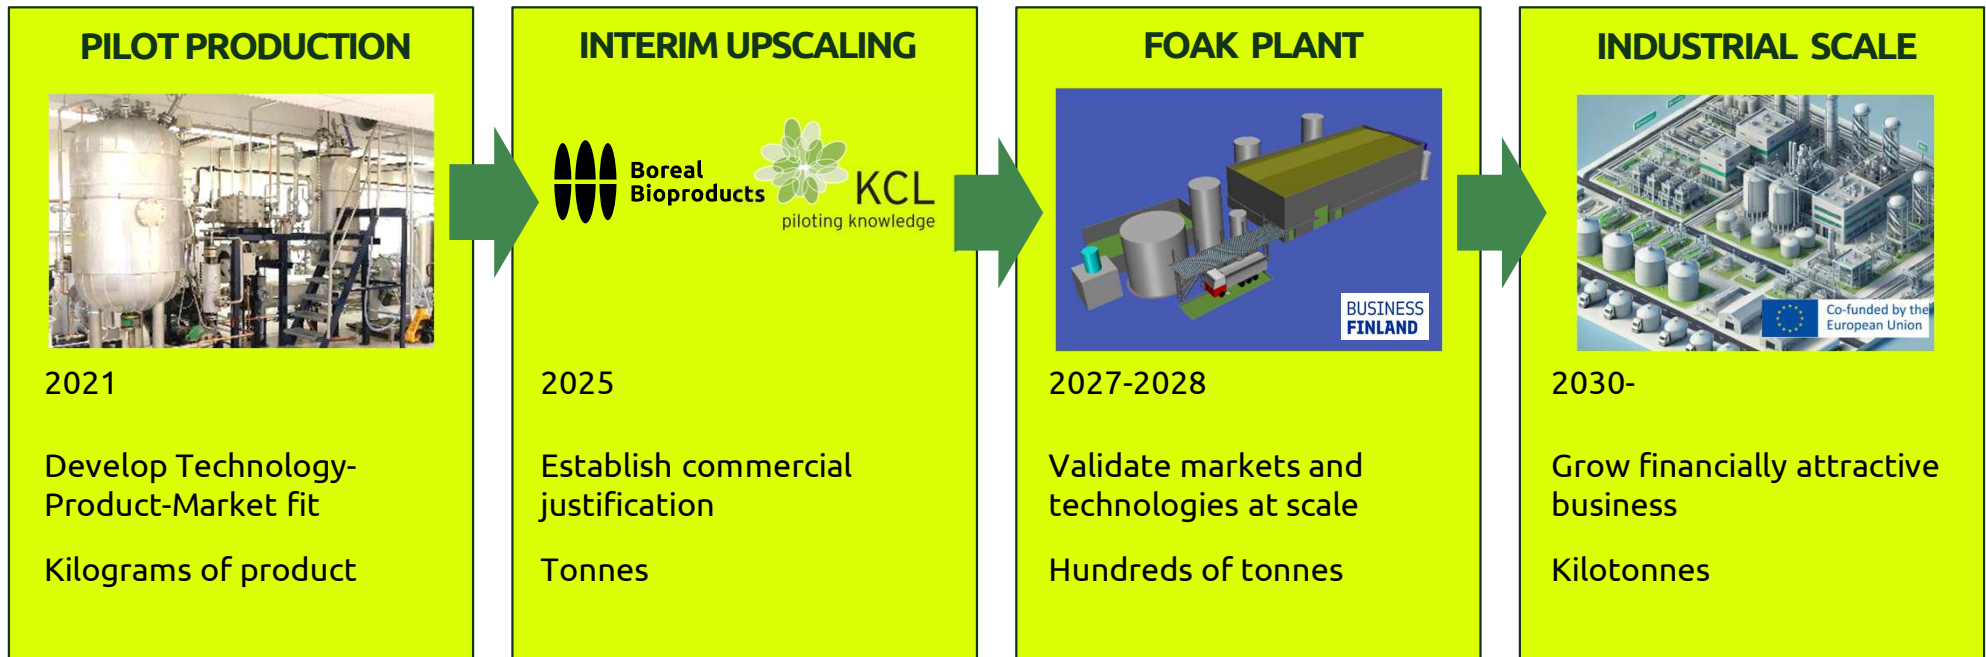 PILOT PRODUCTION
2021
Develop Technology-
Product-Market fit
Kilograms of product
INTERIM UPSCALING
Boreal
Bioproducts
KCL
piloting knowledge
2025
Establish commercial
justification
Tonnes
FOAK PLANT
BUSINESS
FINLAND
2027-2028
Validate markets and
technologies at scale
Hundreds of tonnes
INDUSTRIAL SCALE
Co-funded by the
European Union
2030-
Grow financially attractive
business
Kilotonnes